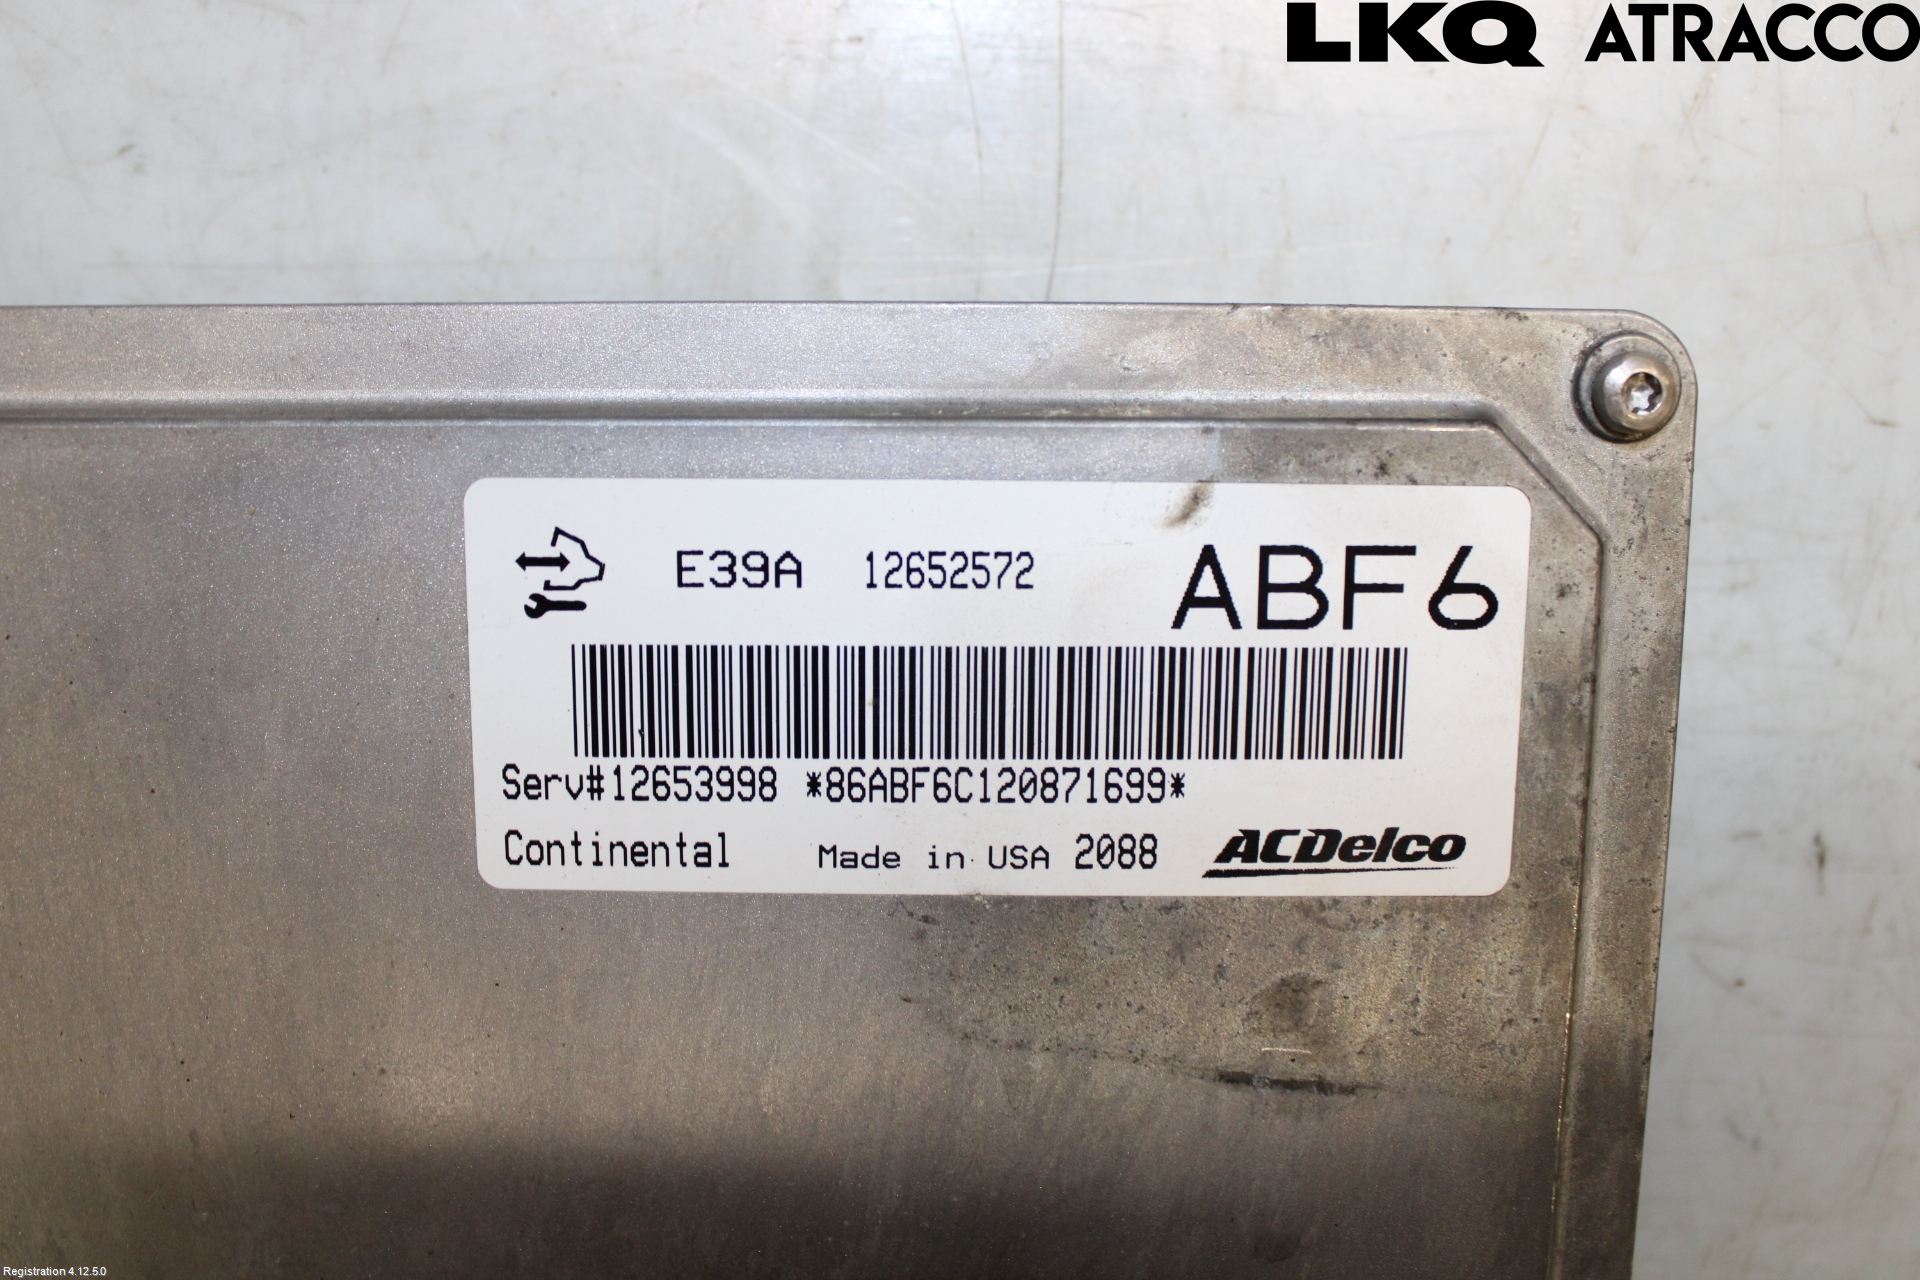 LKQ ATRACCO
E39A 12652572 ABF6
Serv#12653998 *86ABF6C120871699*
Continental Made in USA 2088 ACDelco
Registration 4.12.5.0